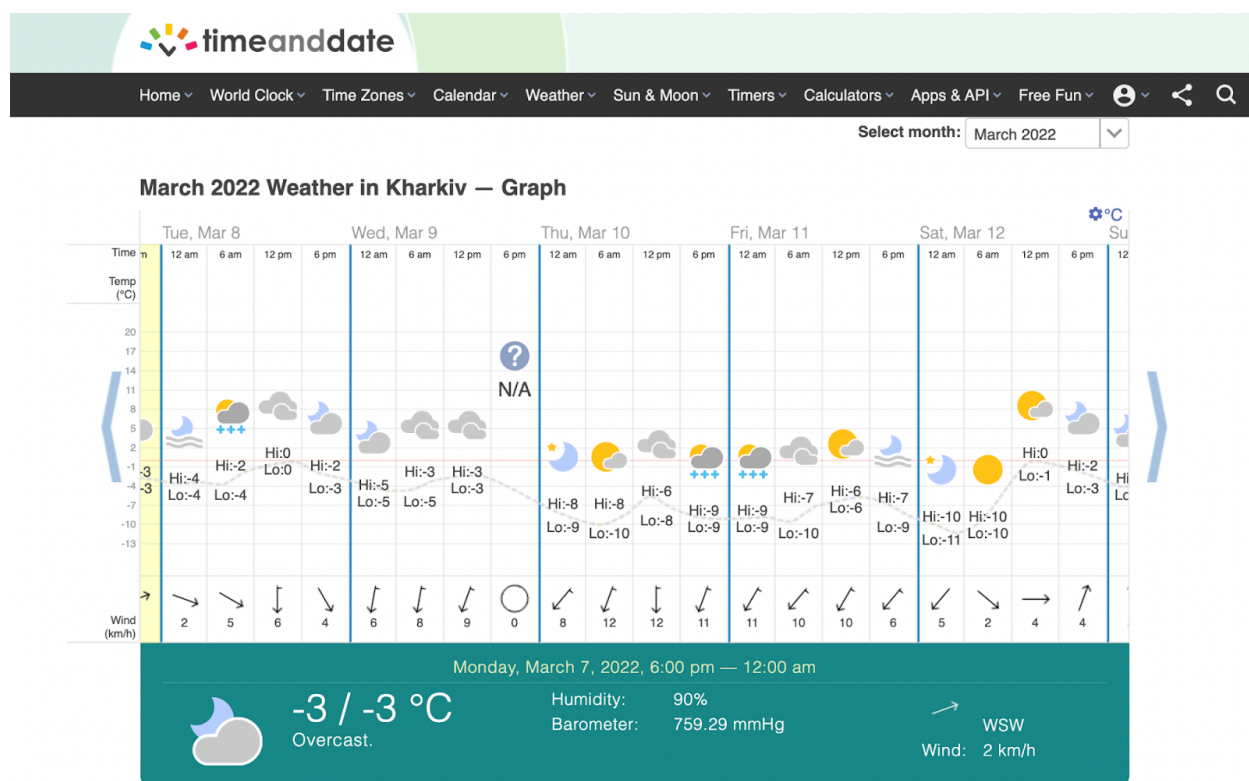 timeanddate
Home World Clock Time Zones Calendar Weather Sun & Moon Timers Calculators Apps & API Free Fun
Select month: March 2022
March 2022 Weather in Kharkiv — Graph
°C
Tue, Mar 8 Wed, Mar 9 Thu, Mar 10 Fri, Mar 11 Sat, Mar 12 Su
Time m 12 am 6 am 12 pm 6 pm 12 am 6 am 12 pm 6 pm 12 am 6 am 12 pm 6 pm 12 am 6 am 12 pm 6 pm 12 am 6 am 12 pm 6 pm 12
Temp
(°C)
20
17
14
11
8
5
2
-1
-4
-7
-10
-13
?
N/A
-3 Hi:-4 Hi:-2 Hi:0 Hi:-2 Hi:-5 Hi:-3 Hi:-3 Hi:-8 Hi:-8 Hi:-6 Hi:-9 Hi:-9 Hi:-7 Hi:-6 Hi:-7 Hi:-10 Hi:-10 Hi:0 Hi:-2 Hi
-3 Lo:-4 Lo:-4 Lo:0 Lo:-3 Lo:-5 Lo:-5 Lo:-3 Lo:-9 Lo:-10 Lo:-8 Lo:-9 Lo:-9 Lo:-10 Lo:-6 Lo:-9 Lo:-11 Lo:-10 Lo:-1 Lo:-3 Lo
Wind
(km/h)
2 5 6 4 6 8 9 0 8 12 12 11 11 10 10 6 5 2 4 4
Monday, March 7, 2022, 6:00 pm — 12:00 am
-3 / -3 °C
Overcast.
Humidity: 90%
Barometer: 759.29 mmHg
WSW
Wind: 2 km/h